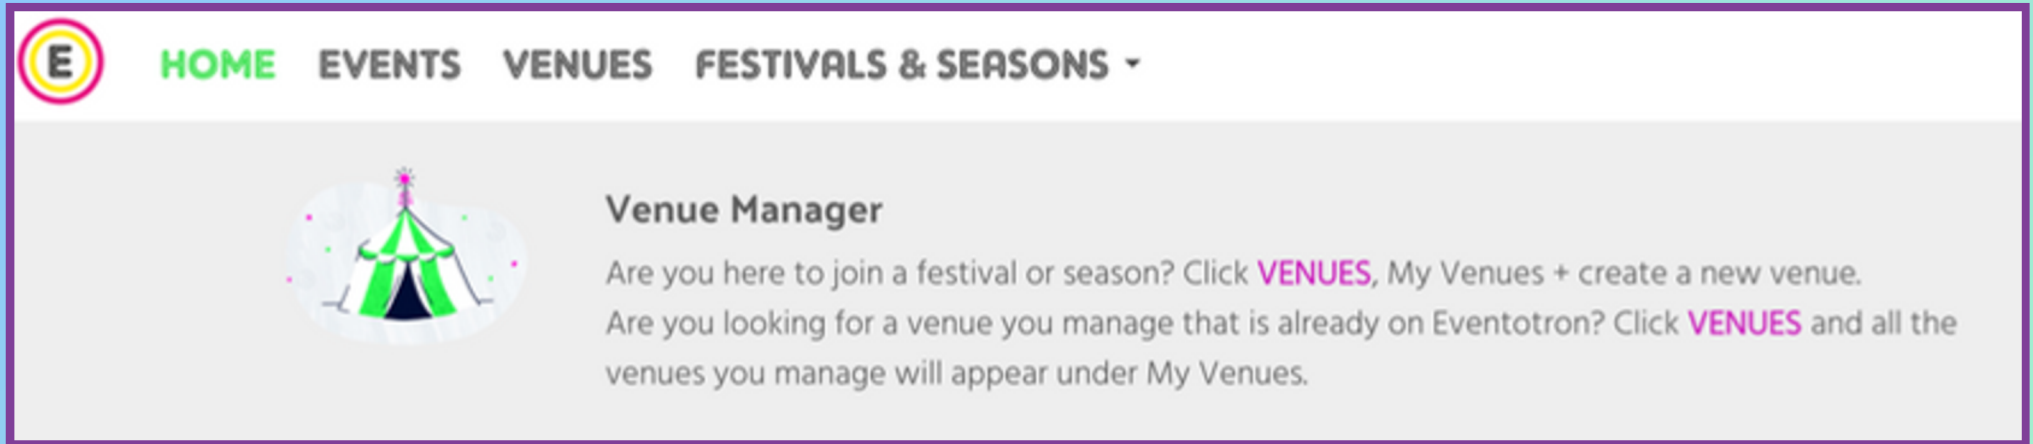 E
HOME EVENTS VENUES FESTIVALS & SEASONS
Venue Manager
Are you here to join a festival or season? Click VENUES, My Venues + create a new venue.
Are you looking for a venue you manage that is already on Eventotron? Click VENUES and all the
venues you manage will appear under My Venues.